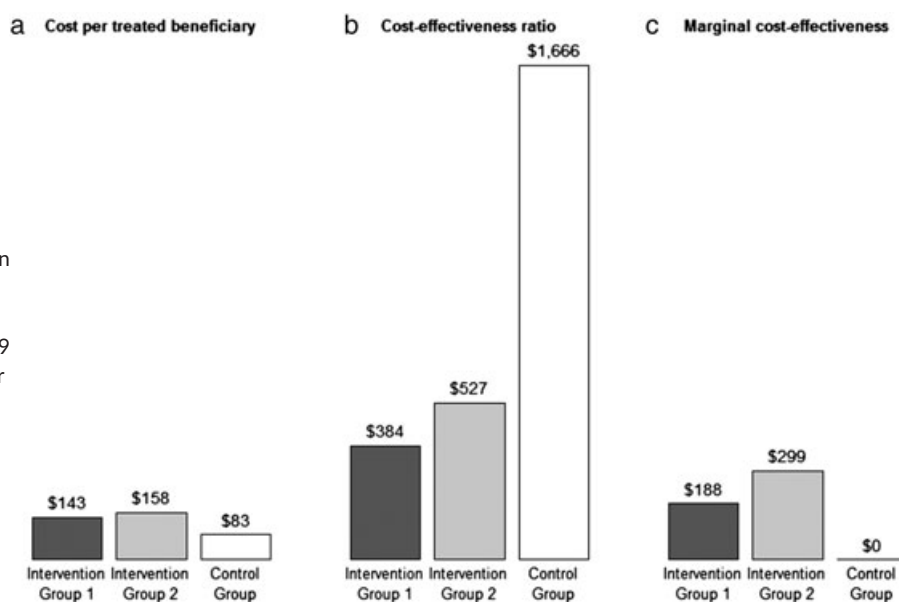 a Cost per treated beneficiary
$143
$158
$83
Intervention Group 1
Intervention Group 2
Control Group
b Cost-effectiveness ratio
$384
$527
$1,666
Intervention Group 1
Intervention Group 2
Control Group
c Marginal cost-effectiveness
$188
$299
$0
Intervention Group 1
Intervention Group 2
Control Group
n
9
r